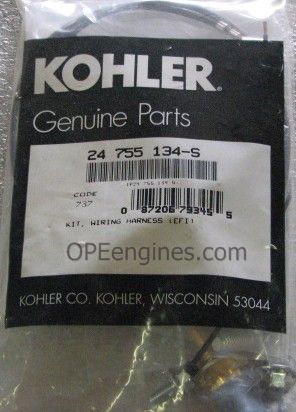 KOHLER®
Genuine Parts
24 755 134-S
CODE
737
KIT, WIRING HARNESS (EFI)
OPEengines.com
KOHLER CO. KOHLER, WISCONSIN 53044